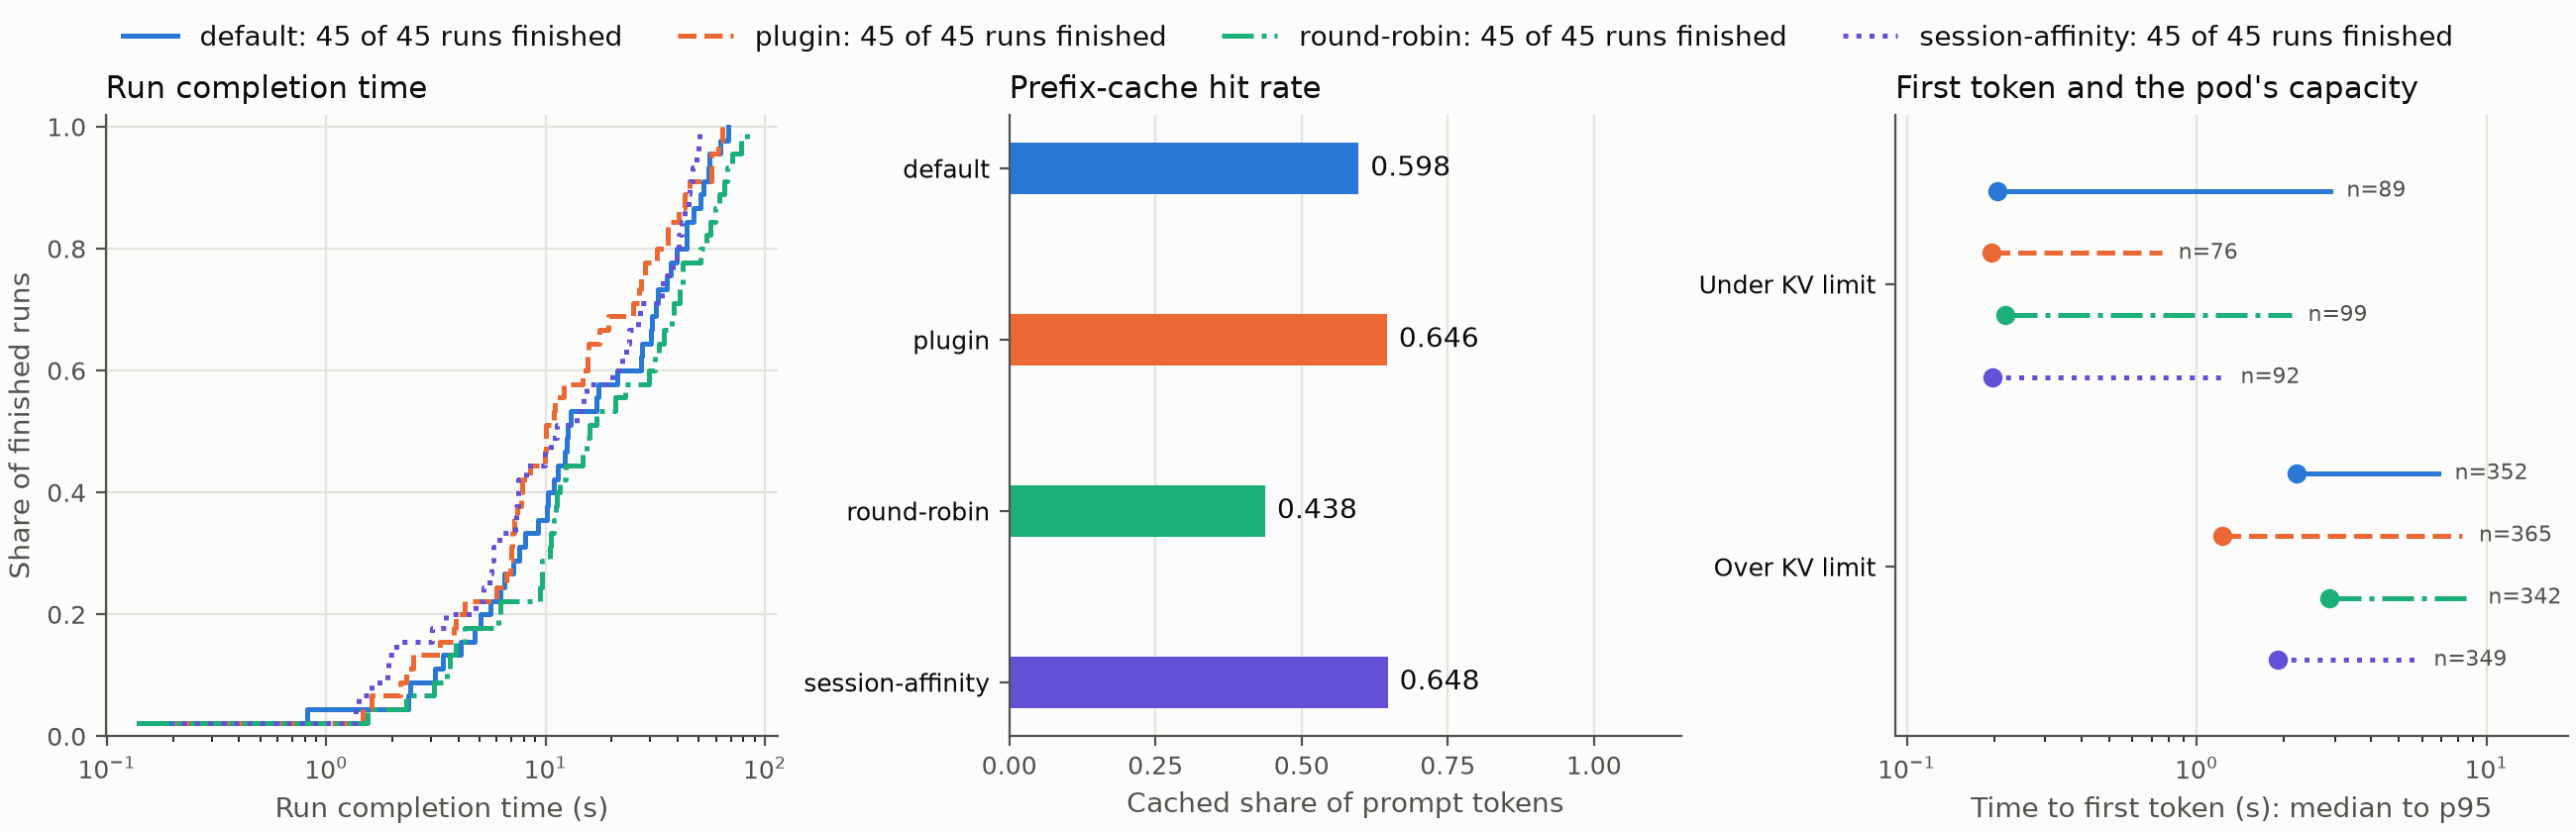 default: 45 of 45 runs finished
plugin: 45 of 45 runs finished
round-robin: 45 of 45 runs finished
session-affinity: 45 of 45 runs finished
Run completion time
Share of finished runs
1.0
0.8
0.6
0.4
0.2
0.0
10⁻¹
10⁰
10¹
10²
Run completion time (s)
Prefix-cache hit rate
default
0.598
plugin
0.646
round-robin
0.438
session-affinity
0.648
0.00
0.25
0.50
0.75
1.00
Cached share of prompt tokens
First token and the pod's capacity
Under KV limit
n=89
n=76
n=99
n=92
Over KV limit
n=352
n=365
n=342
n=349
10⁻¹
10⁰
10¹
Time to first token (s): median to p95